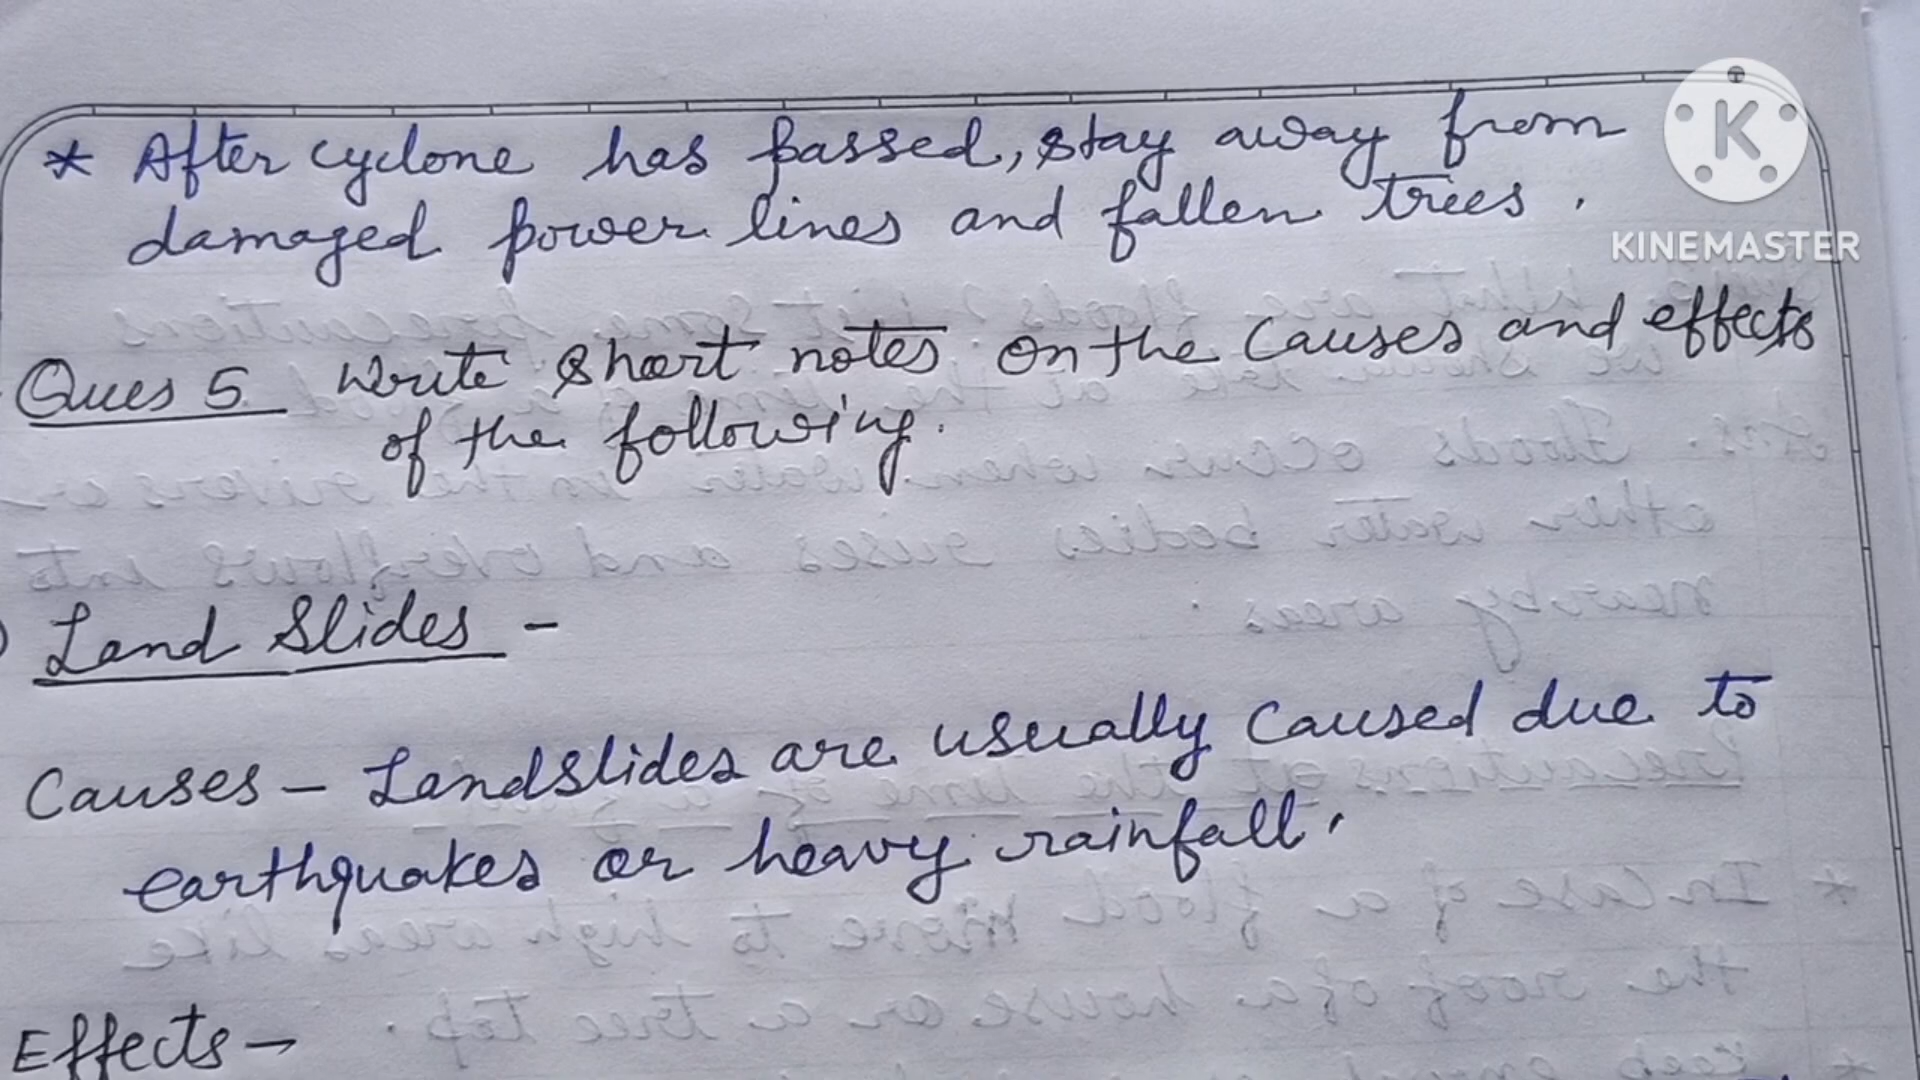 * After cyclone has passed, stay away from
damaged power lines and fallen trees.
KINEMASTER
Ques 5. Write short notes on the causes and effects
of the following.
Land Slides -
Causes - Landslides are usually caused due to
earthquakes or heavy rainfall.
Effects -